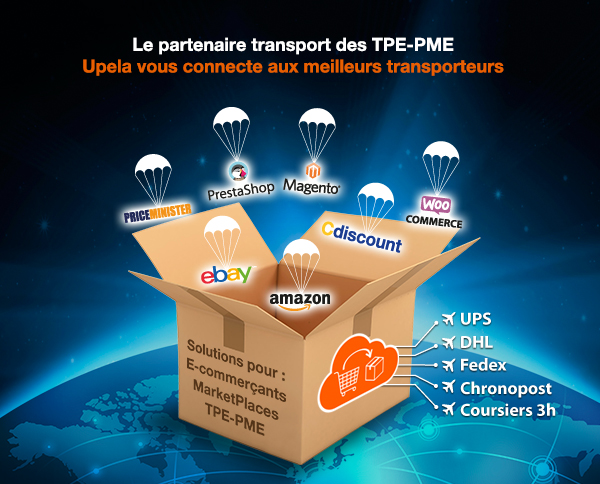 Le partenaire transport des TPE-PME
Upela vous connecte aux meilleurs transporteurs
PRICEMINISTER
PrestaShop
Magento®
WOO
COMMERCE
Cdiscount
ebay
amazon
Solutions pour :
E-commerçants
MarketPlaces
TPE-PME
UPS
DHL
Fedex
Chronopost
Coursiers 3h